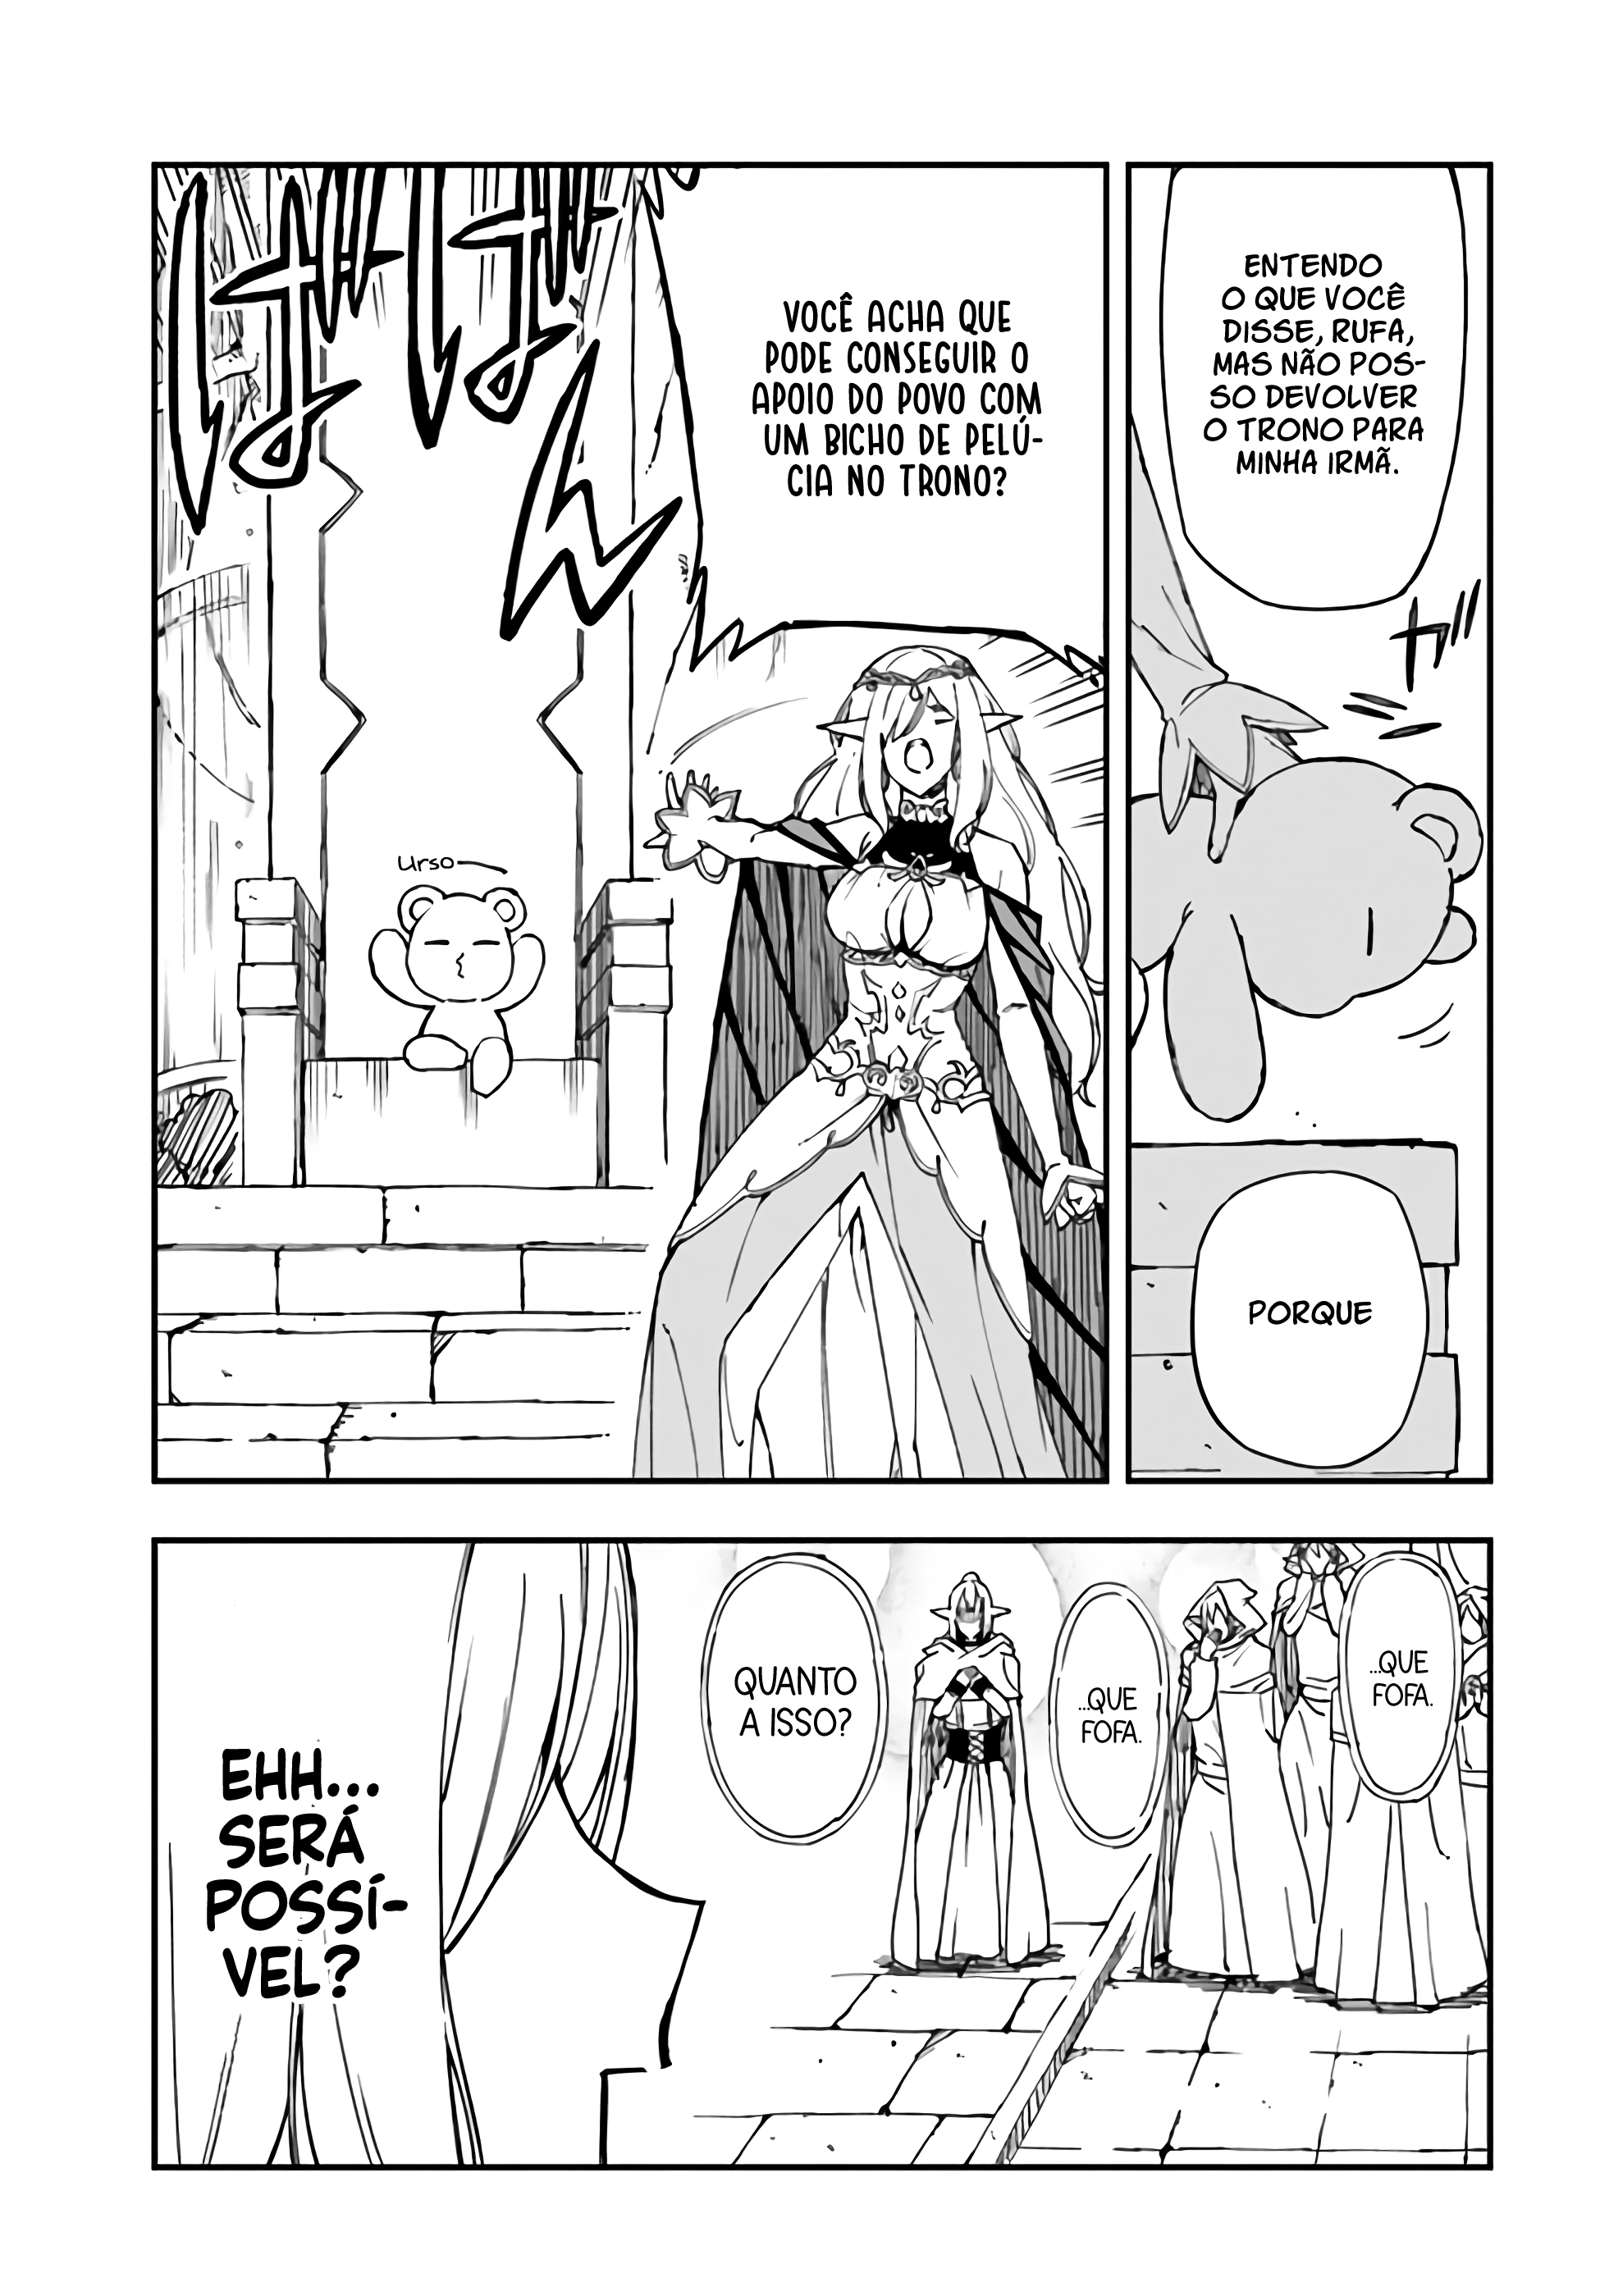 ENTENDO
O QUE VOCÊ
DISSE, RUFA,
MAS NÃO POS-
SO DEVOLVER
O TRONO PARA
MINHA IRMÃ.
ガッ
PORQUE
VOCÊ ACHA QUE
PODE CONSEGUIR O
APOIO DO POVO COM
UM BICHO DE PELÚ-
CIA NO TRONO?
Urso
...QUE
FOFA.
...QUE
FOFA.
QUANTO
A ISSO?
EHH...
SERÁ
POSSÍ-
VEL?